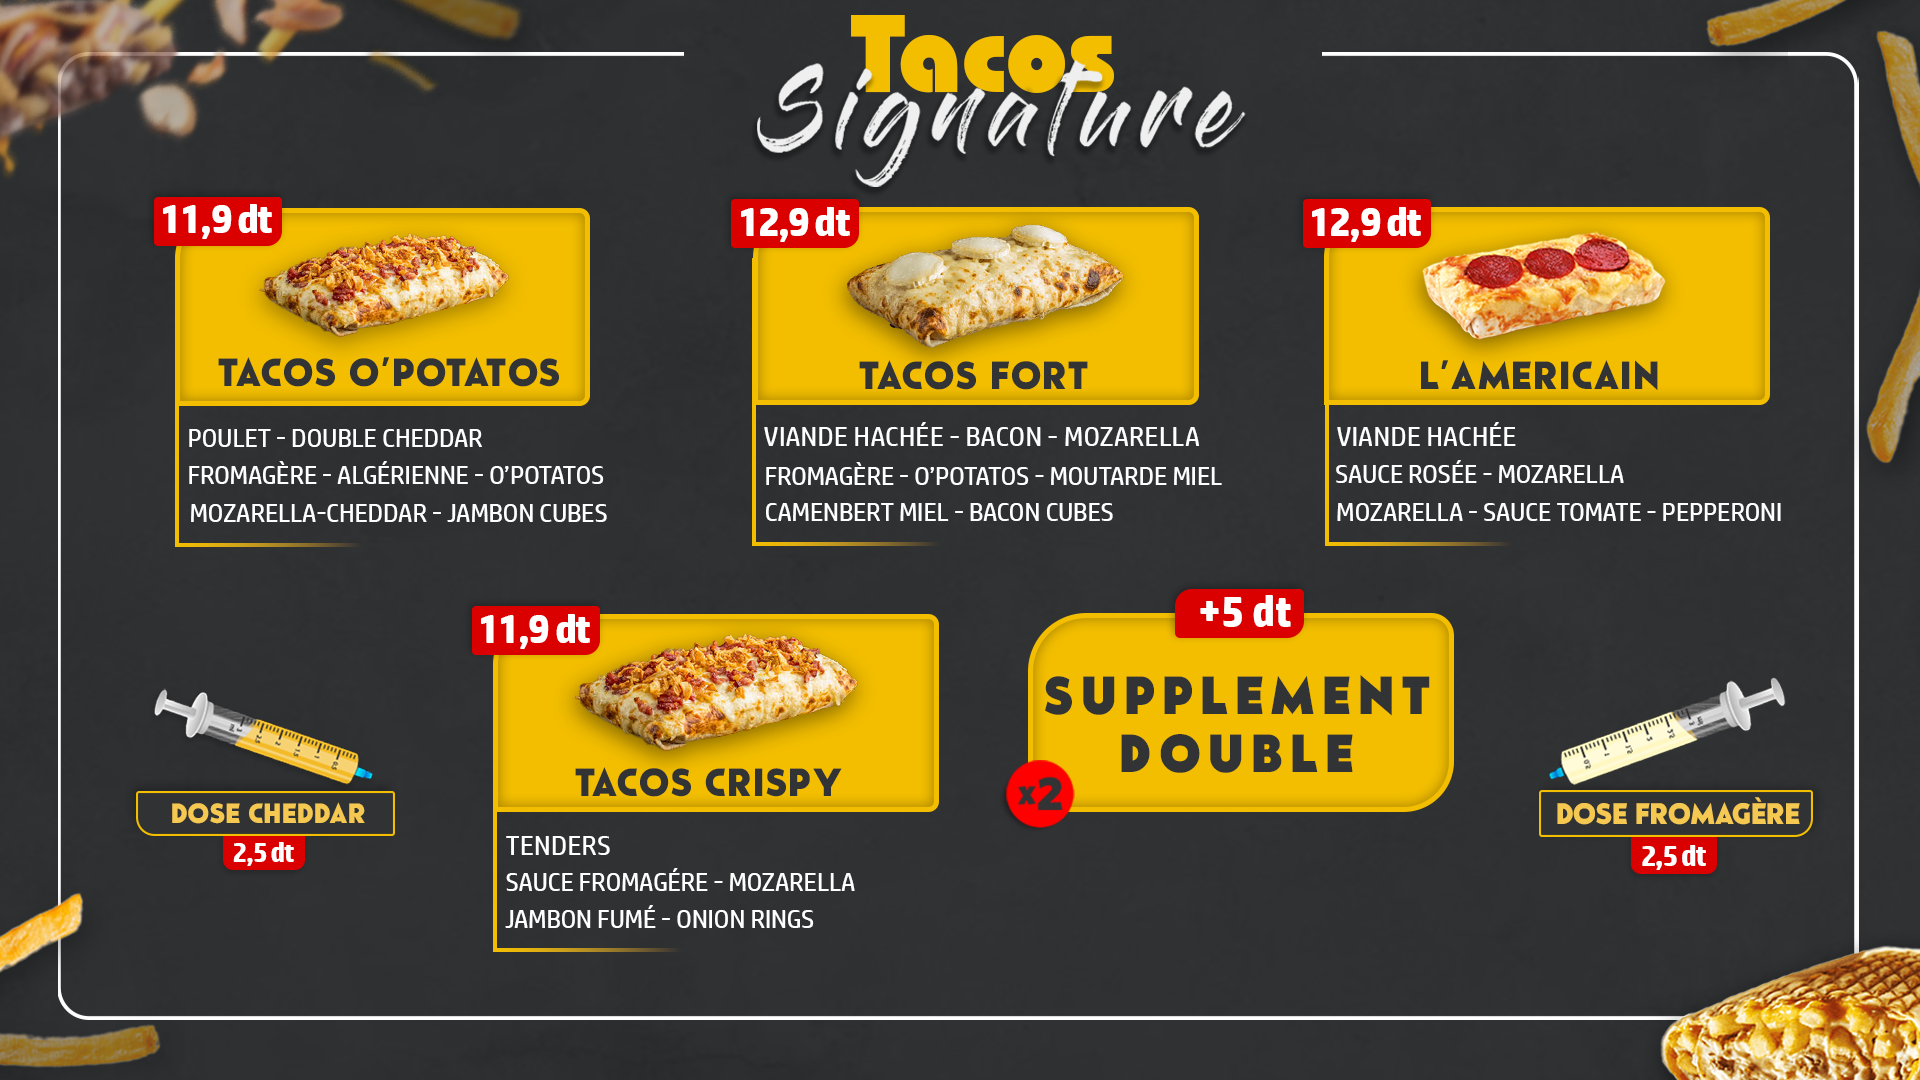 Tacos
Signature
11,9 dt
TACOS O'POTATOS
POULET - DOUBLE CHEDDAR
FROMAGÈRE - ALGÉRIENNE - O'POTATOS
MOZARELLA-CHEDDAR - JAMBON CUBES
12,9 dt
TACOS FORT
VIANDE HACHÉE - BACON - MOZARELLA
FROMAGÈRE - O'POTATOS - MOUTARDE MIEL
CAMENBERT MIEL - BACON CUBES
12,9 dt
L'AMERICAIN
VIANDE HACHÉE
SAUCE ROSÉE - MOZARELLA
MOZARELLA - SAUCE TOMATE - PEPPERONI
DOSE CHEDDAR
2,5 dt
11,9 dt
TACOS CRISPY
TENDERS
SAUCE FROMAGÉRE - MOZARELLA
JAMBON FUMÉ - ONION RINGS
+5 dt
SUPPLEMENT
DOUBLE
x2
DOSE FROMAGÈRE
2,5 dt